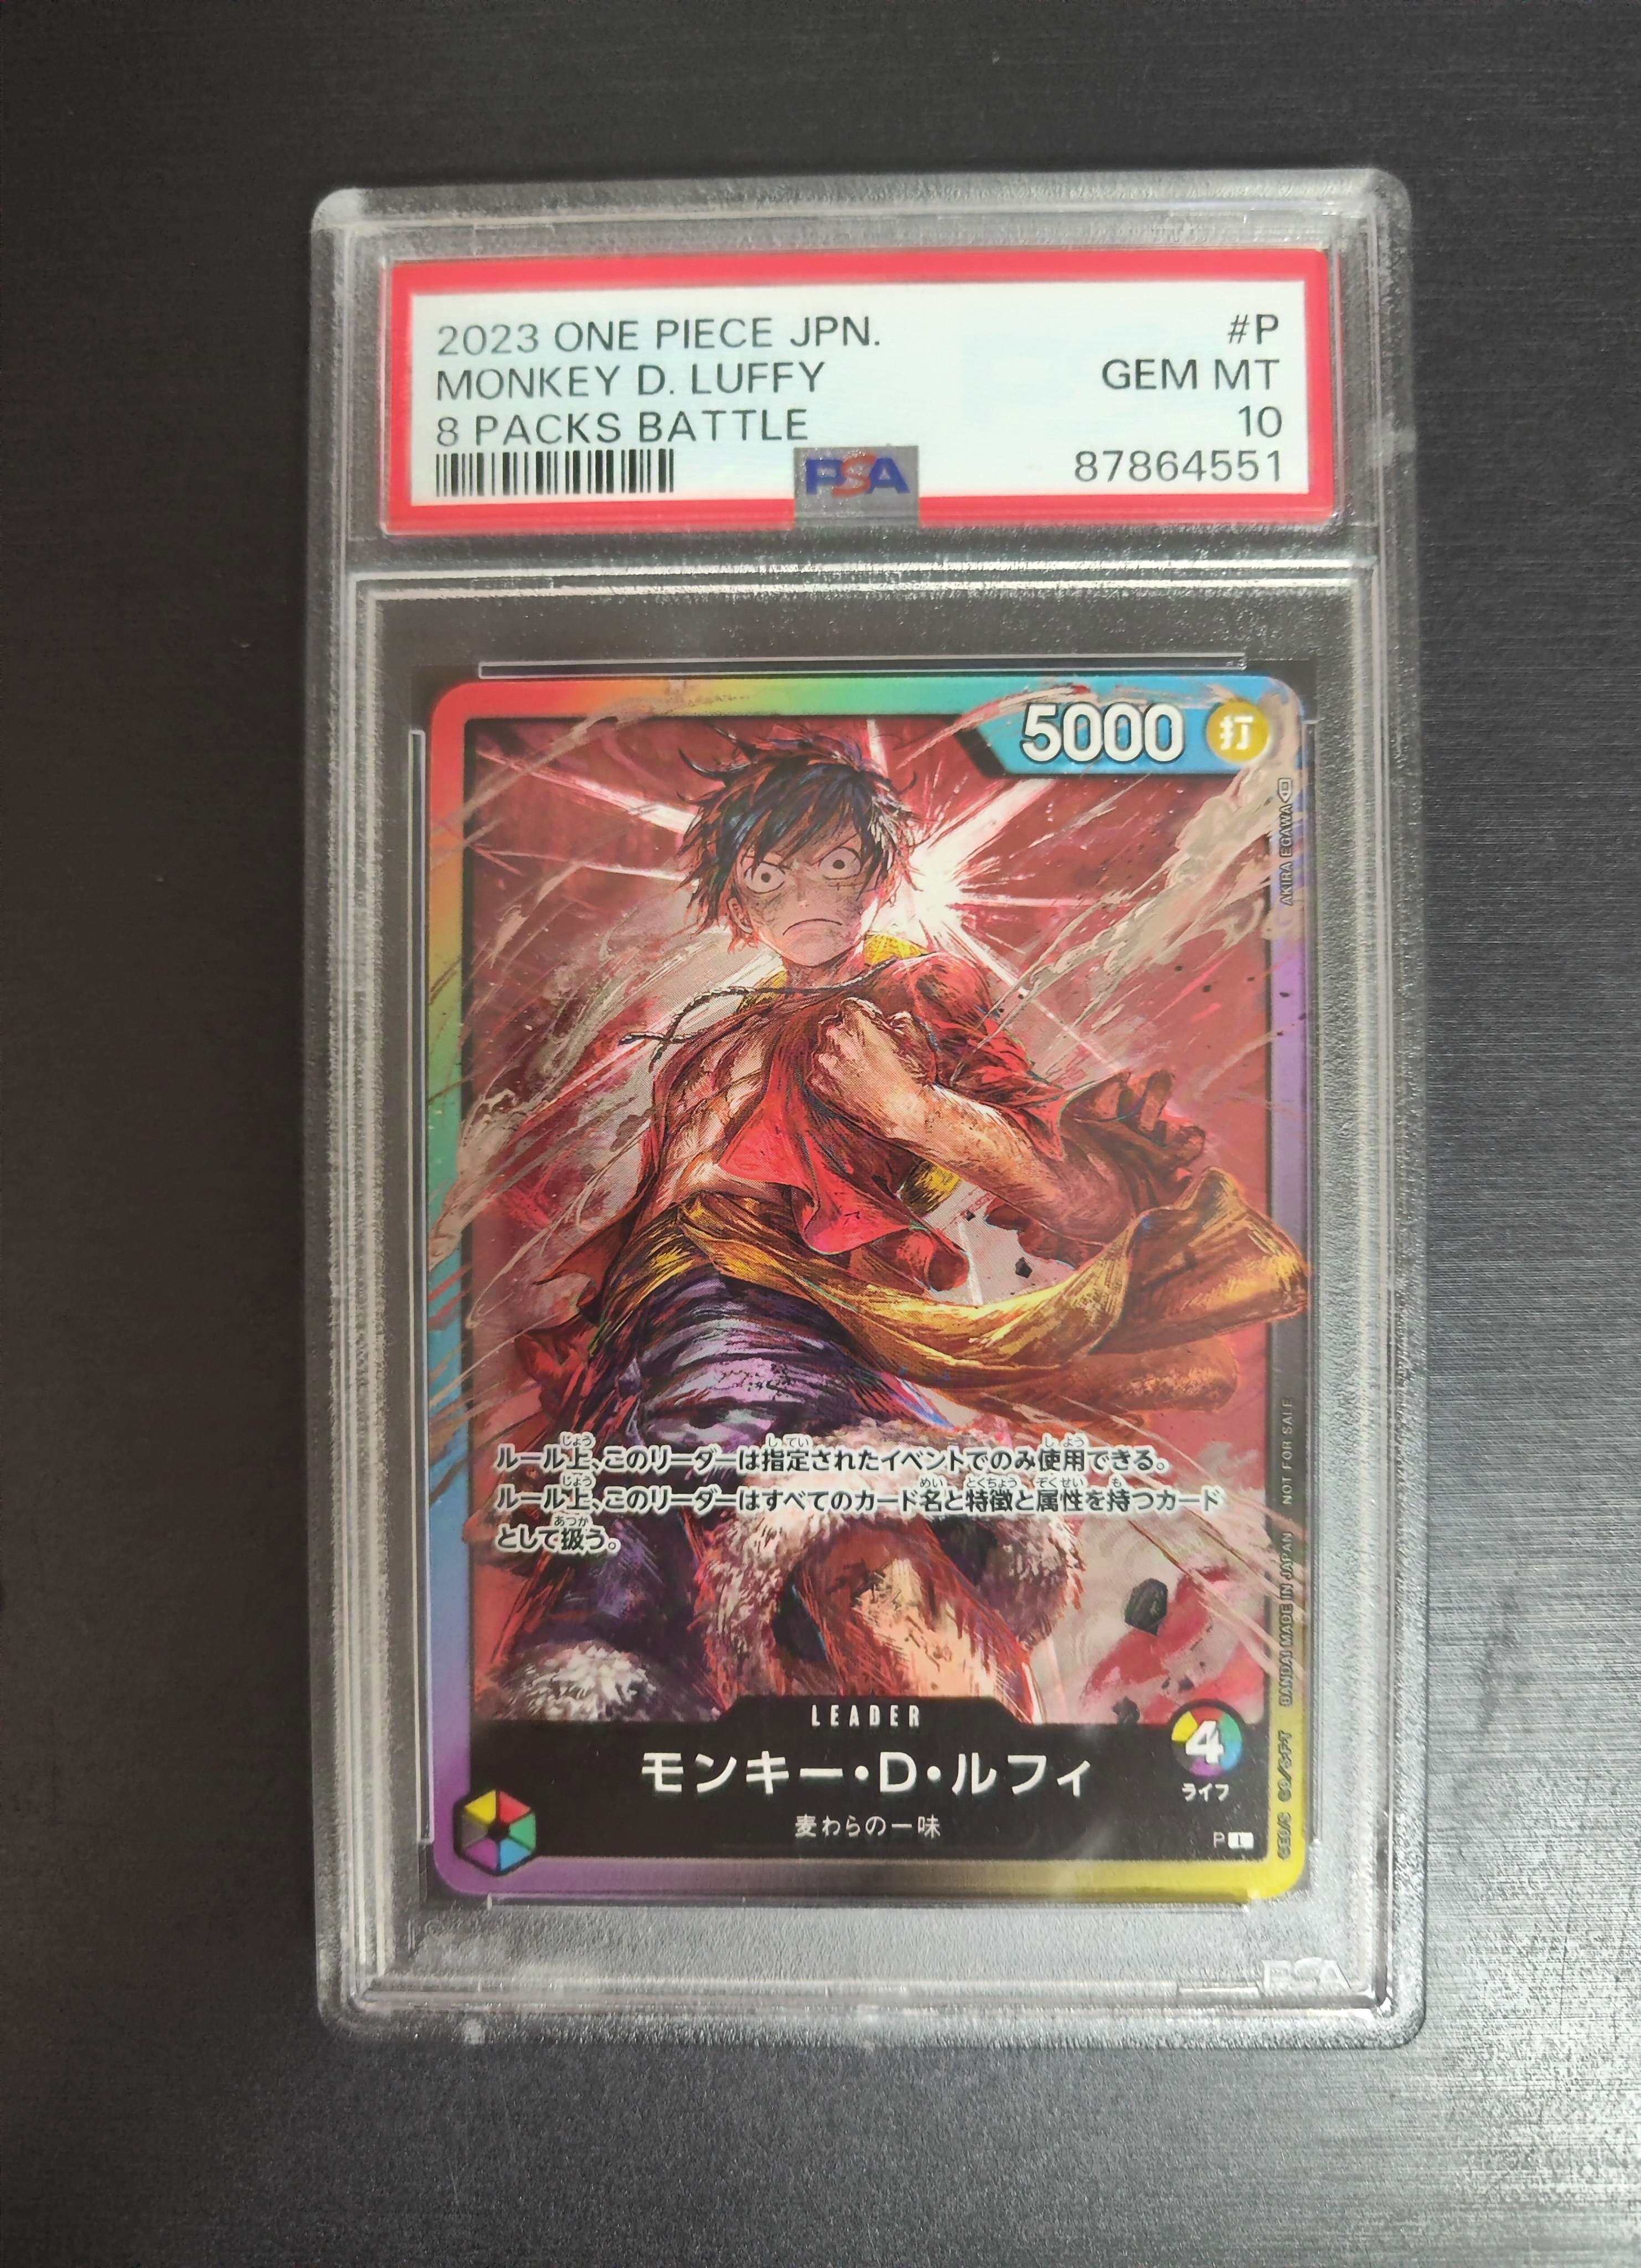 2023 ONE PIECE JPN.
#P
MONKEY D. LUFFY
GEM MT
8 PACKS BATTLE
10
PSA
87864551
5000
打
AKIRA EGAWA
ルール上、このリーダーは指定されたイベントでのみ使用できる。
ルール上、このリーダーはすべてのカード名と特徴と属性を持つカード
として扱う。
BANDAI MADE IN JAPAN NOT FOR SALE
LEADER
モンキー・D・ルフィ
4
ライフ
麦わらの一味
P 1
PSA